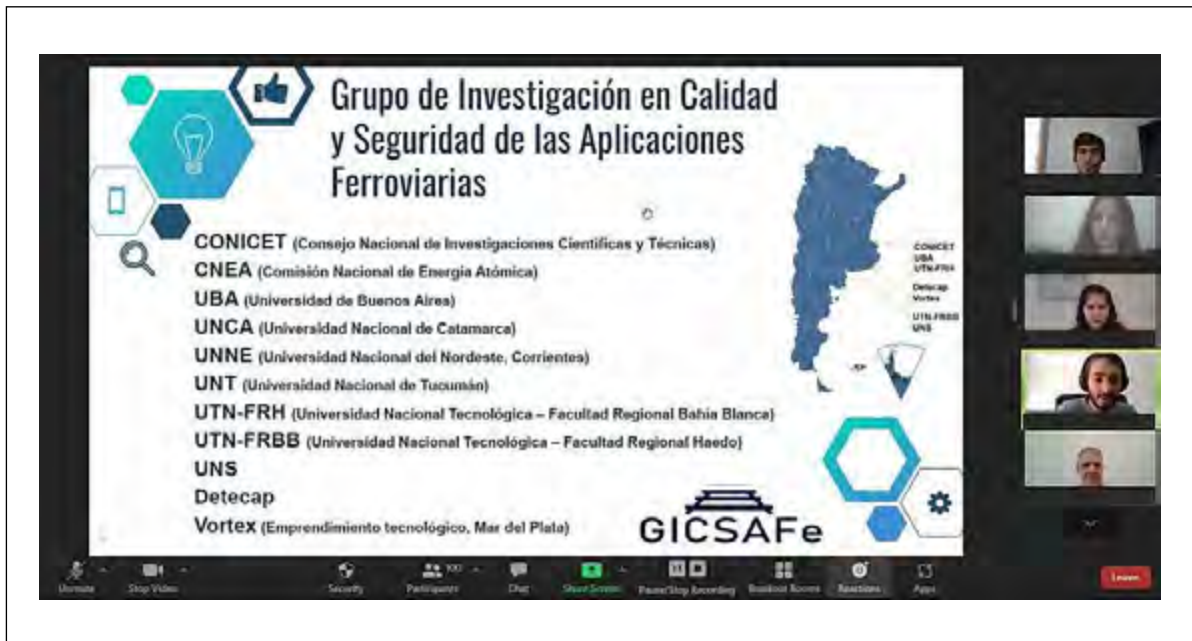 Grupo de Investigación en Calidad
y Seguridad de las Aplicaciones
Ferroviarias
CONICET (Consejo Nacional de Investigaciones Científicas y Técnicas)
CNEA (Comisión Nacional de Energía Atómica)
UBA (Universidad de Buenos Aires)
UNCA (Universidad Nacional de Catamarca)
UNNE (Universidad Nacional del Nordeste, Corrientes)
UNT (Universidad Nacional de Tucumán)
UTN-FRH (Universidad Nacional Tecnológica – Facultad Regional Bahía Blanca)
UTN-FRBB (Universidad Nacional Tecnológica – Facultad Regional Haedo)
UNS
Detecap
Vortex (Emprendimiento tecnológico, Mar del Plata)
CONICET
UBA
UTN-FRH
Detecap
Vortex
UTN-FRBB
UNS
GICSAFe
Unmute
Stop Video
Security
Participants
100
Chat
Share Screen
Pause/Stop Recording
Breakout Rooms
Reactions
Apps
Leave